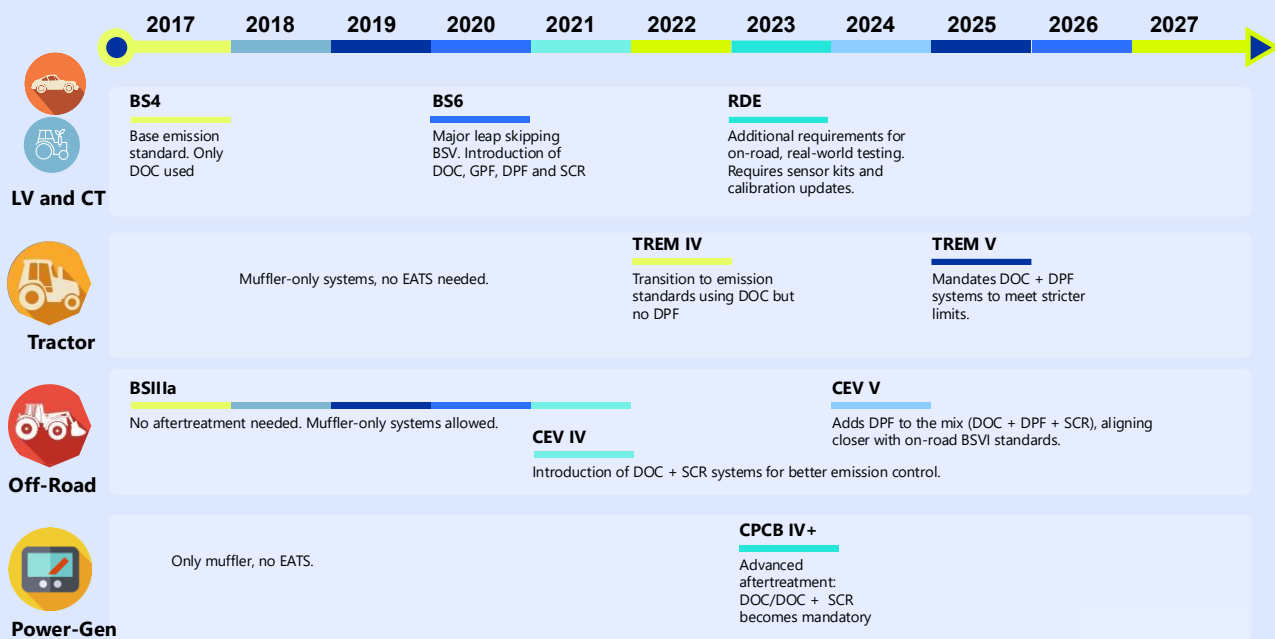 2017 2018 2019 2020 2021 2022 2023 2024 2025 2026 2027
LV and CT
BS4
Base emission
standard. Only
DOC used
BS6
Major leap skipping
BSV. Introduction of
DOC, GPF, DPF and SCR
RDE
Additional requirements for
on-road, real-world testing.
Requires sensor kits and
calibration updates.
Tractor
Muffler-only systems, no EATS needed.
TREM IV
Transition to emission
standards using DOC but
no DPF
TREM V
Mandates DOC + DPF
systems to meet stricter
limits.
Off-Road
BSIIIa
No aftertreatment needed. Muffler-only systems allowed.
CEV IV
Introduction of DOC + SCR systems for better emission control.
CEV V
Adds DPF to the mix (DOC + DPF + SCR), aligning
closer with on-road BSVI standards.
Power-Gen
Only muffler, no EATS.
CPCB IV+
Advanced
aftertreatment:
DOC/DOC + SCR
becomes mandatory